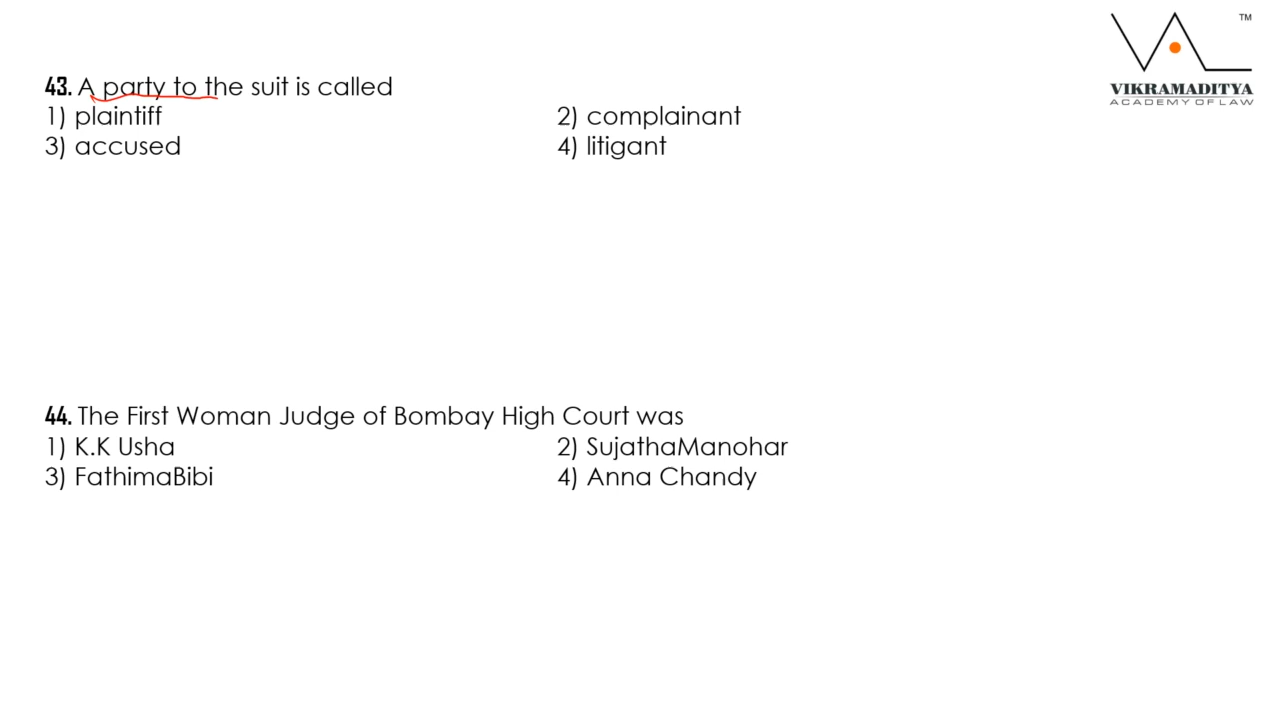 TM
VIKRAMADITYA
ACADEMY OF LAW
43. A party to the suit is called
1) plaintiff 2) complainant
3) accused 4) litigant
44. The First Woman Judge of Bombay High Court was
1) K.K Usha 2) SujathaManohar
3) FathimaBibi 4) Anna Chandy